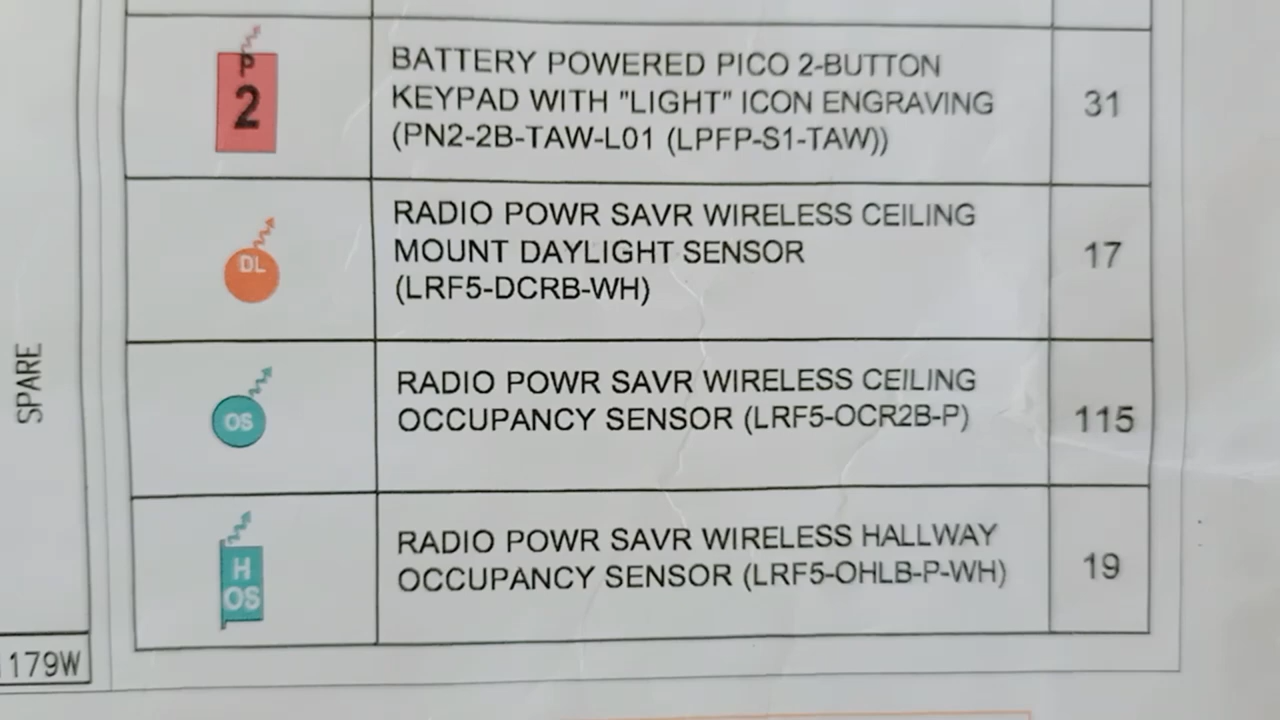 P
2
BATTERY POWERED PICO 2-BUTTON
KEYPAD WITH "LIGHT" ICON ENGRAVING
(PN2-2B-TAW-L01 (LPFP-S1-TAW))
31
DL
RADIO POWR SAVR WIRELESS CEILING
MOUNT DAYLIGHT SENSOR
(LRF5-DCRB-WH)
17
OS
RADIO POWR SAVR WIRELESS CEILING
OCCUPANCY SENSOR (LRF5-OCR2B-P)
115
H
OS
RADIO POWR SAVR WIRELESS HALLWAY
OCCUPANCY SENSOR (LRF5-OHLB-P-WH)
19
SPARE
179W